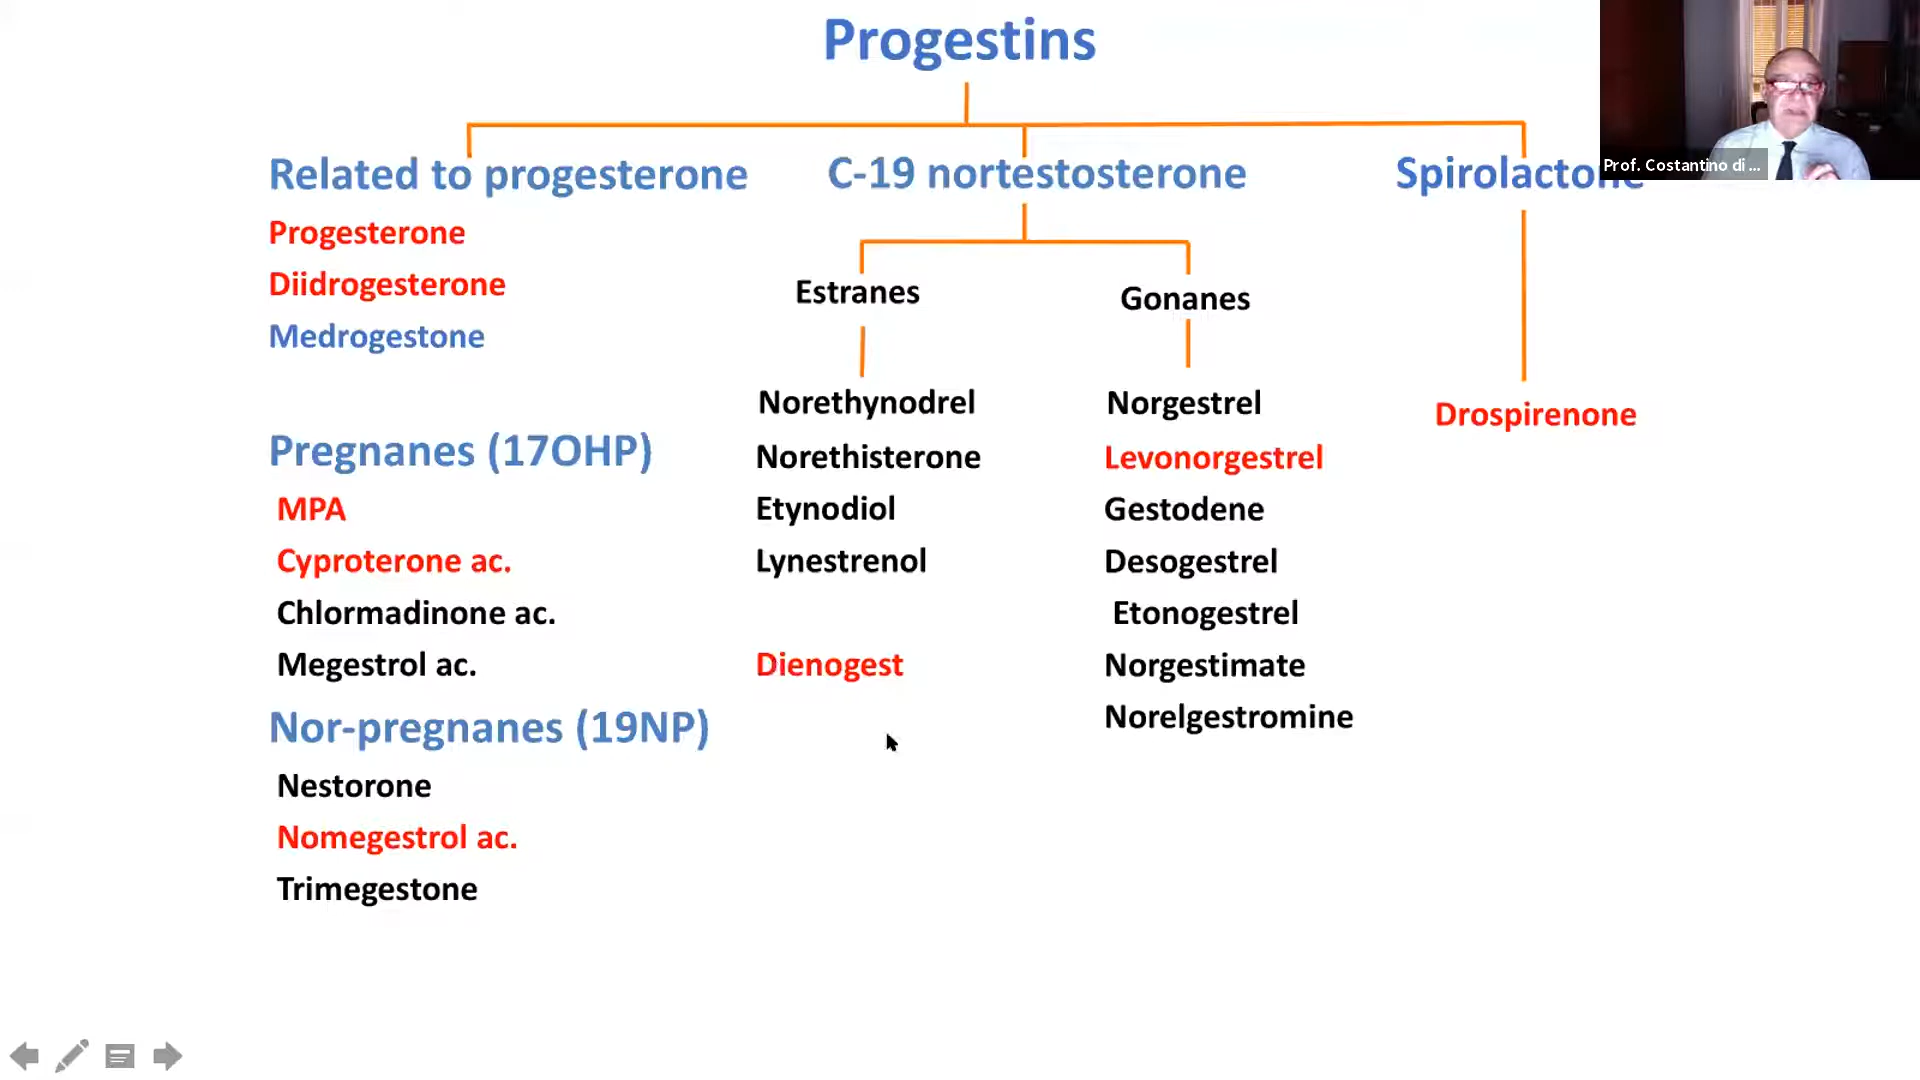 Progestins
Related to progesterone
Progesterone
Diidrogesterone
Medrogestone
Pregnanes (17OHP)
MPA
Cyproterone ac.
Chlormadinone ac.
Megestrol ac.
Nor-pregnanes (19NP)
Nestorone
Nomegestrol ac.
Trimegestone
C-19 nortestosterone
Estranes
Norethynodrel
Norethisterone
Etynodiol
Lynestrenol
Dienogest
Gonanes
Norgestrel
Levonorgestrel
Gestodene
Desogestrel
Etonogestrel
Norgestimate
Norelgestromine
Spirolactone
Drospirenone
Prof. Costantino di ...